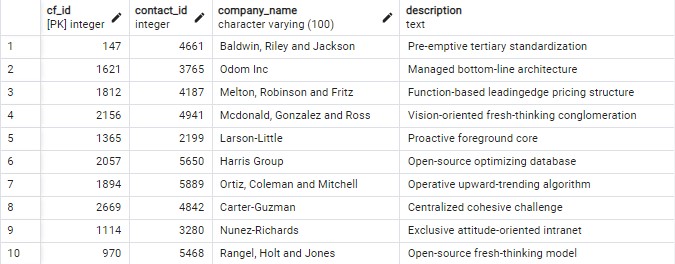 cf_id contact_id company_name description
[PK] integer integer character varying (100) text
1 147 4661 Baldwin, Riley and Jackson Pre-emptive tertiary standardization
2 1621 3765 Odom Inc Managed bottom-line architecture
3 1812 4187 Melton, Robinson and Fritz Function-based leadingedge pricing structure
4 2156 4941 Mcdonald, Gonzalez and Ross Vision-oriented fresh-thinking conglomeration
5 1365 2199 Larson-Little Proactive foreground core
6 2057 5650 Harris Group Open-source optimizing database
7 1894 5889 Ortiz, Coleman and Mitchell Operative upward-trending algorithm
8 2669 4842 Carter-Guzman Centralized cohesive challenge
9 1114 3280 Nunez-Richards Exclusive attitude-oriented intranet
10 970 5468 Rangel, Holt and Jones Open-source fresh-thinking model